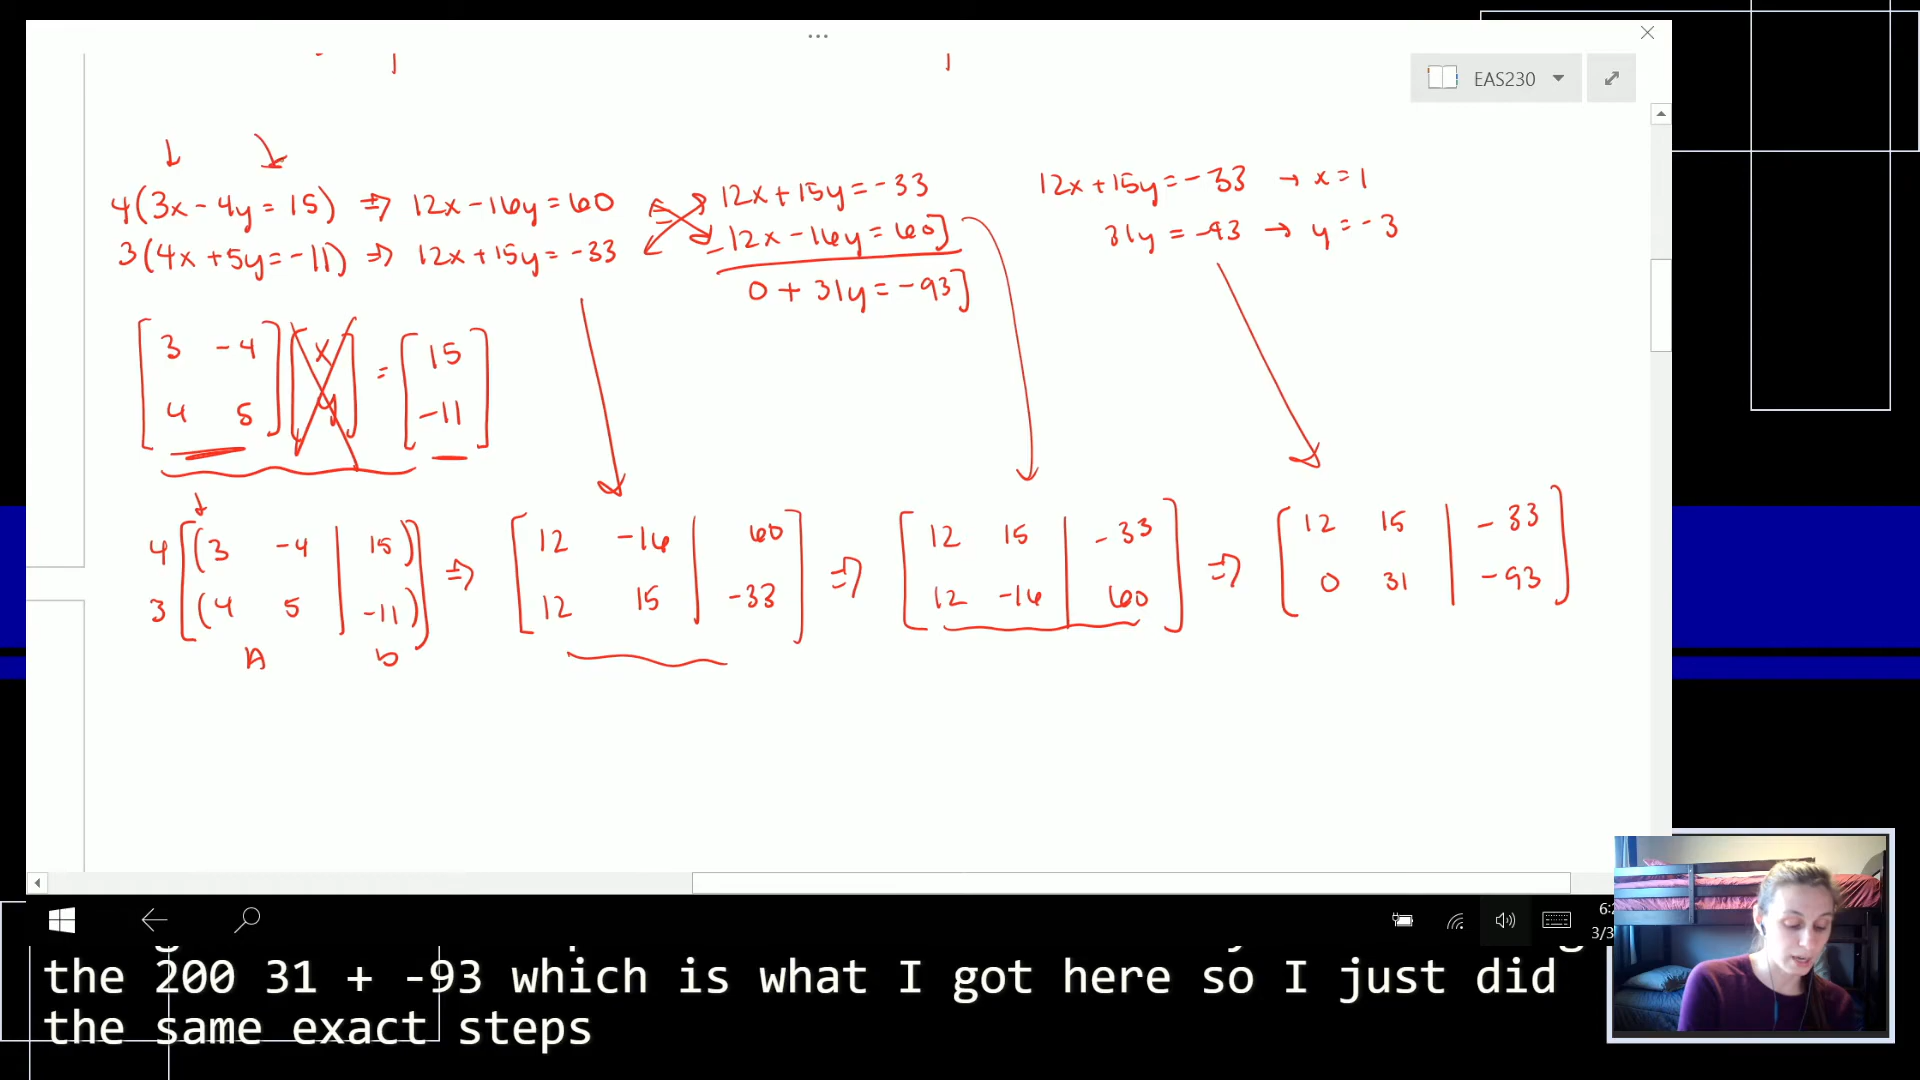 EAS230
4(3x - 4y = 15) ⇒ 12x - 16y = 60
3(4x + 5y = -11) ⇒ 12x + 15y = -33
12x + 15y = -33
- 12x - 16y = 60]
0 + 31y = -93]
12x + 15y = -33 → x = 1
31y = -93 → y = -3
[3 -4] [x] = [15]
[4 5] [y] [-11]
4 [(3 -4 | 15)] ⇒ [12 -16 | 60] ⇒ [12 15 | -33] ⇒ [12 15 | -33]
3 [(4 5 | -11)] [12 15 | -33] [12 -16 | 60] [0 31 | -93]
A b
6:2
3/3
the 200 31 + -93 which is what I got here so I just did
the same exact steps